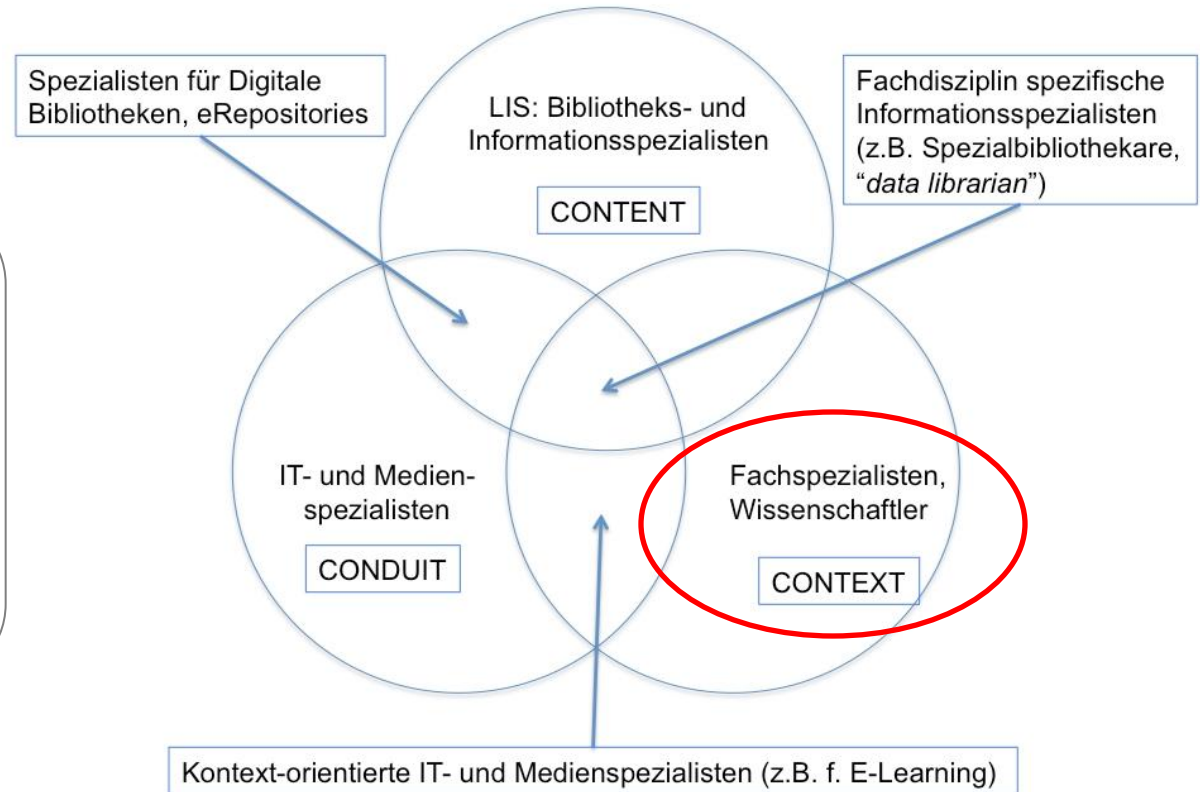 Spezialisten für Digitale
Bibliotheken, eRepositories
LIS: Bibliotheks- und
Informationsspezialisten
CONTENT
Fachdisziplin spezifische
Informationsspezialisten
(z.B. Spezialbibliothekare,
“data librarian”)
IT- und Medien-
spezialisten
CONDUIT
Fachspezialisten,
Wissenschaftler
CONTEXT
Kontext-orientierte IT- und Medienspezialisten (z.B. f. E-Learning)